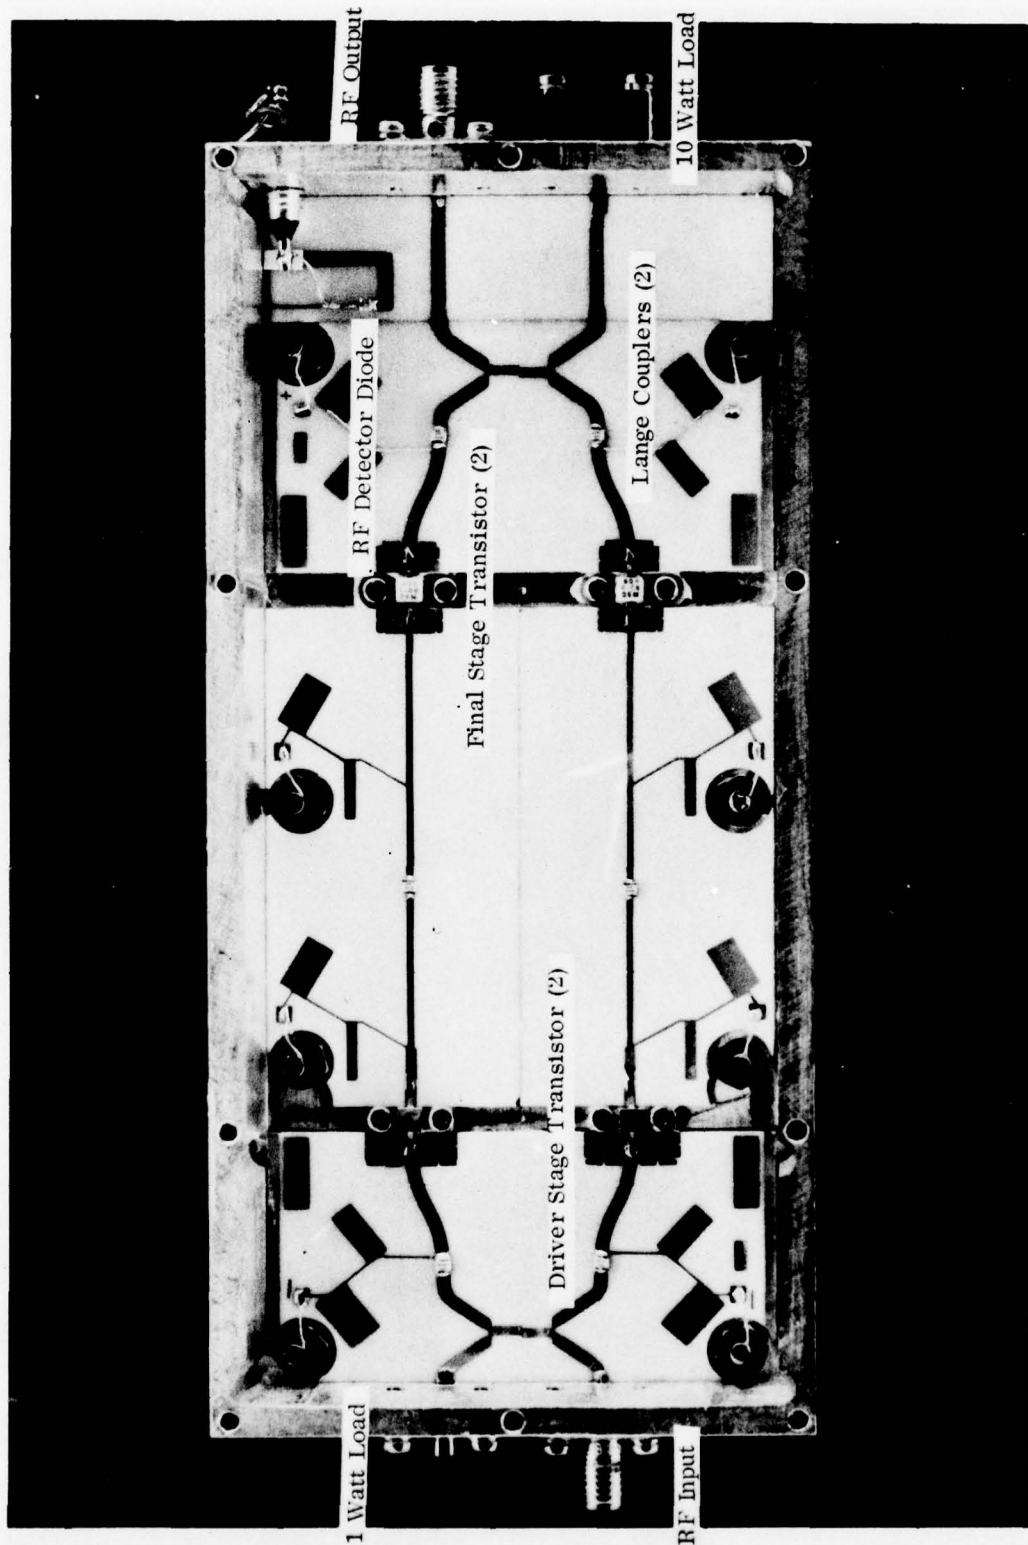 1 Watt Load
RF Output
RF Detector Diode
Final Stage Transistor (2)
Driver Stage Transistor (2)
Lange Couplers (2)
RF Input
10 Watt Load